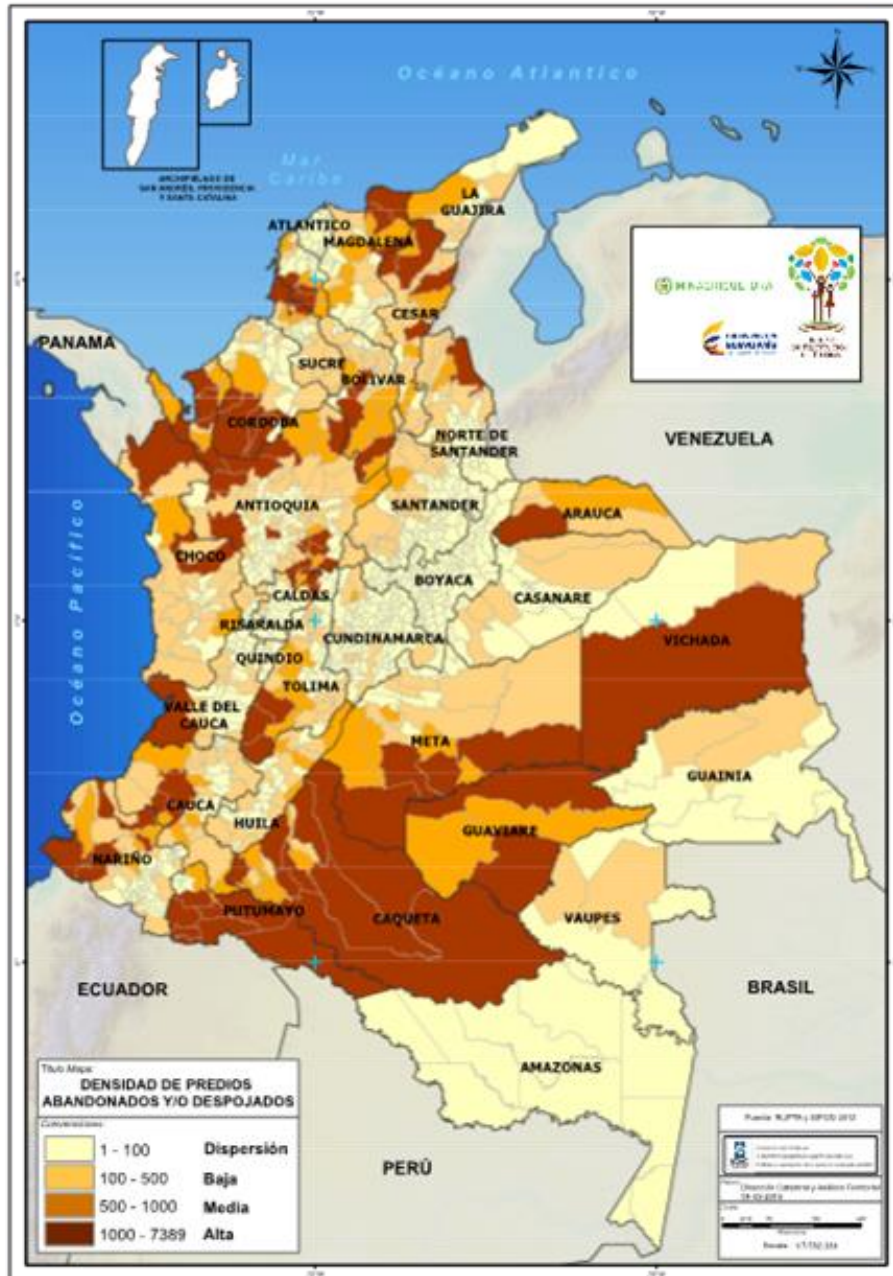 Océano Atlantico
Mar
Caribe
ARCHIPIÉLAGO DE
SAN ANDRÉS, PROVIDENCIA
Y SANTA CATALINA
LA
GUAJIRA
ATLANTICO
MAGDALENA
CESAR
PANAMA
SUCRE
BOLIVAR
CORDOBA
NORTE DE
SANTANDER
VENEZUELA
Océano Pacífico
ANTIOQUIA
SANTANDER
ARAUCA
CHOCO
BOYACA
CALDAS
CASANARE
RISARALDA
CUNDINAMARCA
VICHADA
QUINDIO
TOLIMA
VALLE DEL
CAUCA
META
GUAINIA
CAUCA
HUILA
GUAVIARE
NARIÑO
PUTUMAYO
CAQUETA
VAUPES
ECUADOR
BRASIL
AMAZONAS
PERÚ
Titulo Mapa:
DENSIDAD DE PREDIOS
ABANDONADOS Y/O DESPOJADOS
Convenciones
1 - 100 Dispersión
100 - 500 Baja
500 - 1000 Media
1000 - 7389 Alta